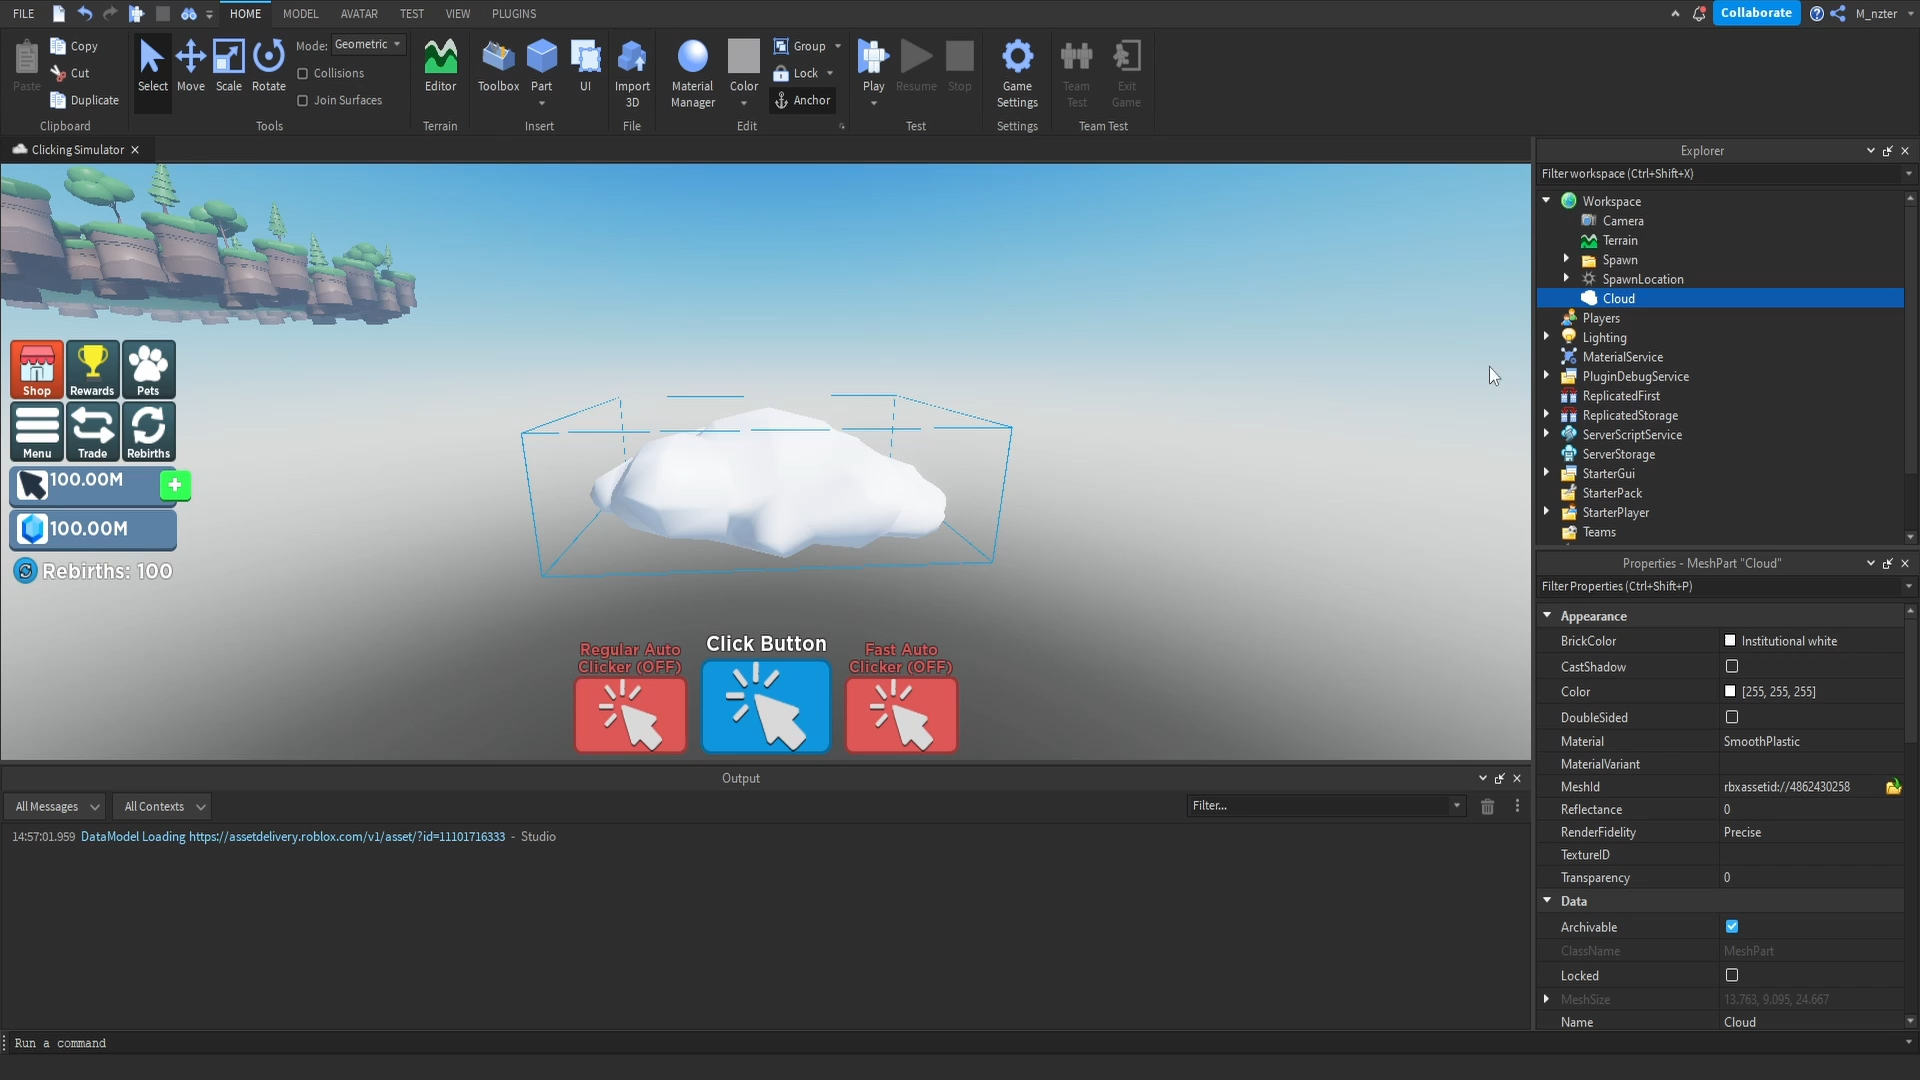 FILE
HOME
MODEL
AVATAR
TEST
VIEW
PLUGINS
Collaborate
M_nzter
Paste
Copy
Cut
Duplicate
Clipboard
Select
Move
Scale
Rotate
Mode: Geometric
Collisions
Join Surfaces
Tools
Editor
Terrain
Toolbox
Part
UI
Insert
Import
3D
File
Material
Manager
Color
Group
Lock
Anchor
Edit
Play
Resume
Stop
Test
Game
Settings
Settings
Team
Test
Exit
Game
Team Test
Clicking Simulator
Shop
Rewards
Pets
Menu
Trade
Rebirths
100.00M
+
100.00M
Rebirths: 100
Regular Auto
Clicker (OFF)
Click Button
Fast Auto
Clicker (OFF)
Output
All Messages
All Contexts
Filter...
14:57:01.959 DataModel Loading https://assetdelivery.roblox.com/v1/asset/?id=11101716333 - Studio
Run a command
Explorer
Filter workspace (Ctrl+Shift+X)
Workspace
Camera
Terrain
Spawn
SpawnLocation
Cloud
Players
Lighting
MaterialService
PluginDebugService
ReplicatedFirst
ReplicatedStorage
ServerScriptService
ServerStorage
StarterGui
StarterPack
StarterPlayer
Teams
Properties - MeshPart "Cloud"
Filter Properties (Ctrl+Shift+P)
Appearance
BrickColor Institutional white
CastShadow
Color [255, 255, 255]
DoubleSided
Material SmoothPlastic
MaterialVariant
MeshId rbxassetid://4862430258
Reflectance 0
RenderFidelity Precise
TextureID
Transparency 0
Data
Archivable
ClassName MeshPart
Locked
MeshSize 13.763, 9.095, 24.667
Name Cloud